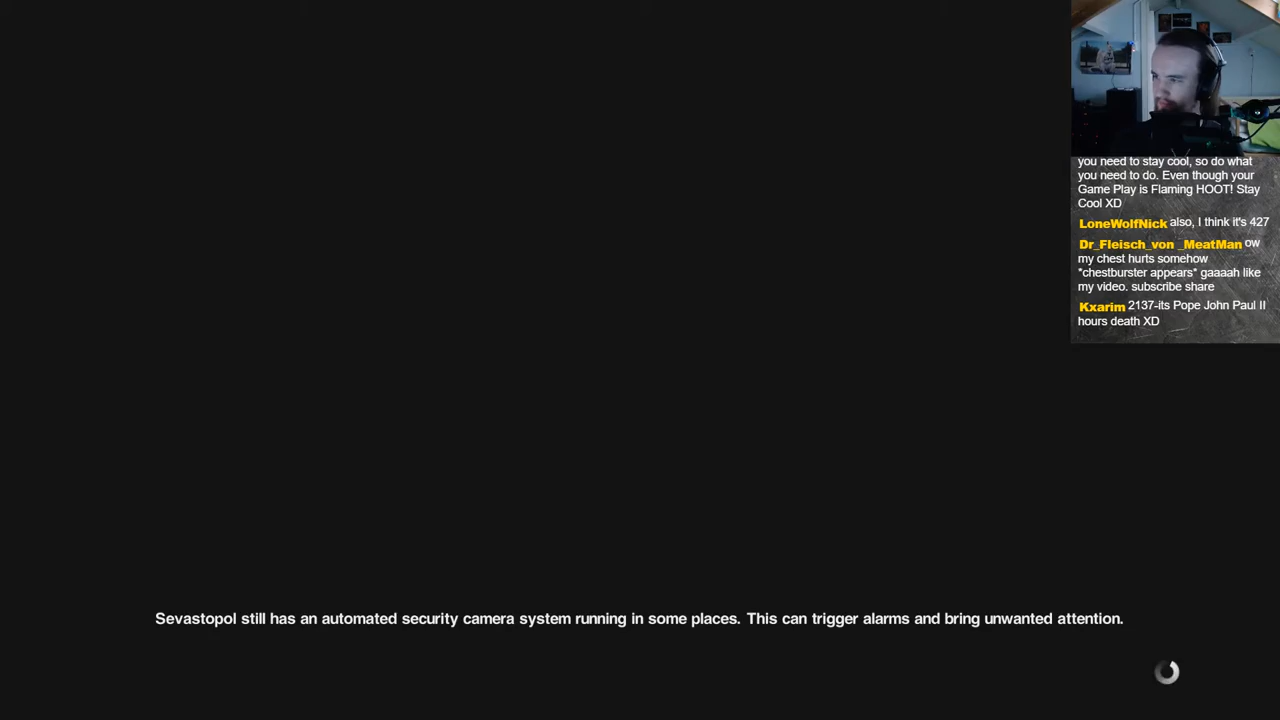 you need to stay cool, so do what
you need to do. Even though your
Game Play is Flaming HOOT! Stay
Cool XD
LoneWolfNick also, I think it's 427
Dr_Fleisch_von _MeatMan ow
my chest hurts somehow
*chestburster appears* gaaaah like
my video. subscribe share
Kxarim 2137-its Pope John Paul II
hours death XD
Sevastopol still has an automated security camera system running in some places. This can trigger alarms and bring unwanted attention.